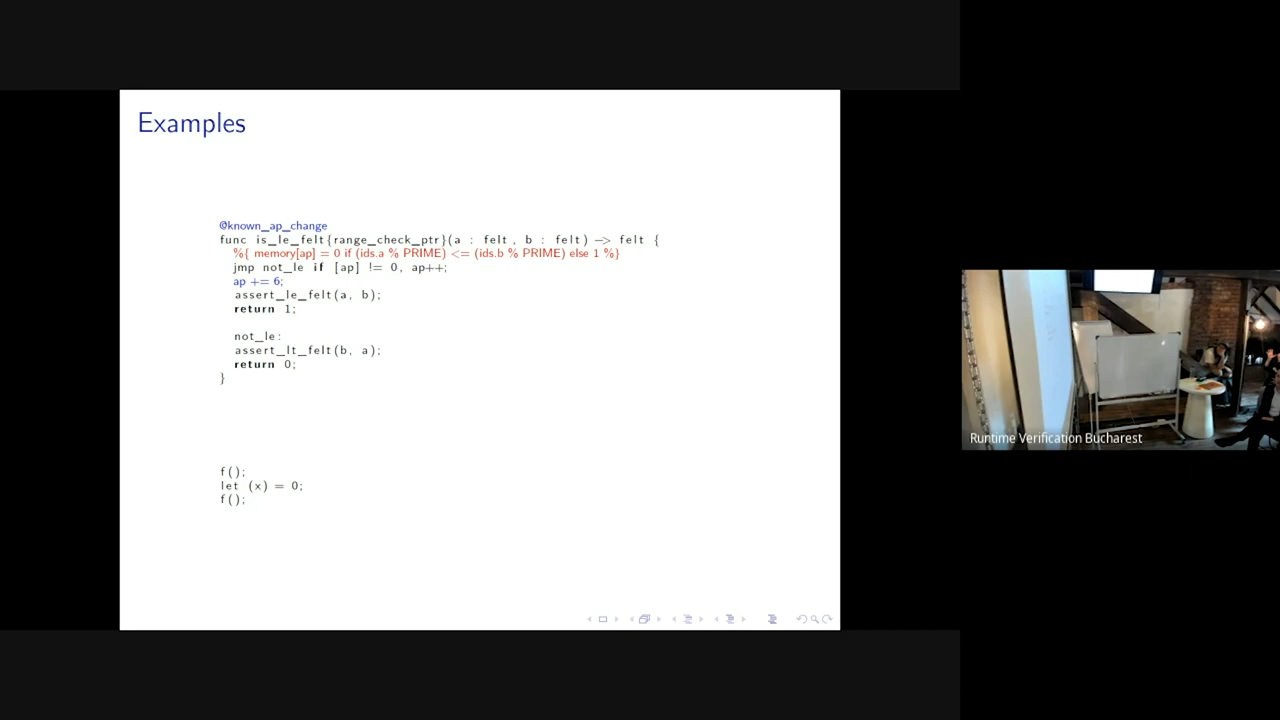 Examples
@known_ap_change
func is_le_felt{range_check_ptr}(a : felt, b : felt) -> felt {
%{ memory[ap] = 0 if (ids.a % PRIME) <= (ids.b % PRIME) else 1 %}
jmp not_le if [ap] != 0, ap++;
ap += 6;
assert_le_felt(a, b);
return 1;
not_le:
assert_lt_felt(b, a);
return 0;
}
f();
let (x) = 0;
f();
Runtime Verification Bucharest